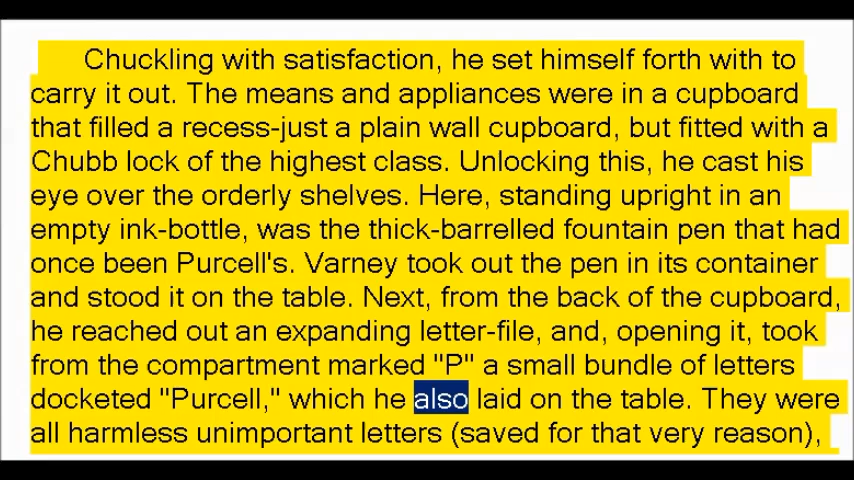 Chuckling with satisfaction, he set himself forth with to
carry it out. The means and appliances were in a cupboard
that filled a recess-just a plain wall cupboard, but fitted with a
Chubb lock of the highest class. Unlocking this, he cast his
eye over the orderly shelves. Here, standing upright in an
empty ink-bottle, was the thick-barrelled fountain pen that had
once been Purcell's. Varney took out the pen in its container
and stood it on the table. Next, from the back of the cupboard,
he reached out an expanding letter-file, and, opening it, took
from the compartment marked "P" a small bundle of letters
docketed "Purcell," which he also laid on the table. They were
all harmless unimportant letters (saved for that very reason),